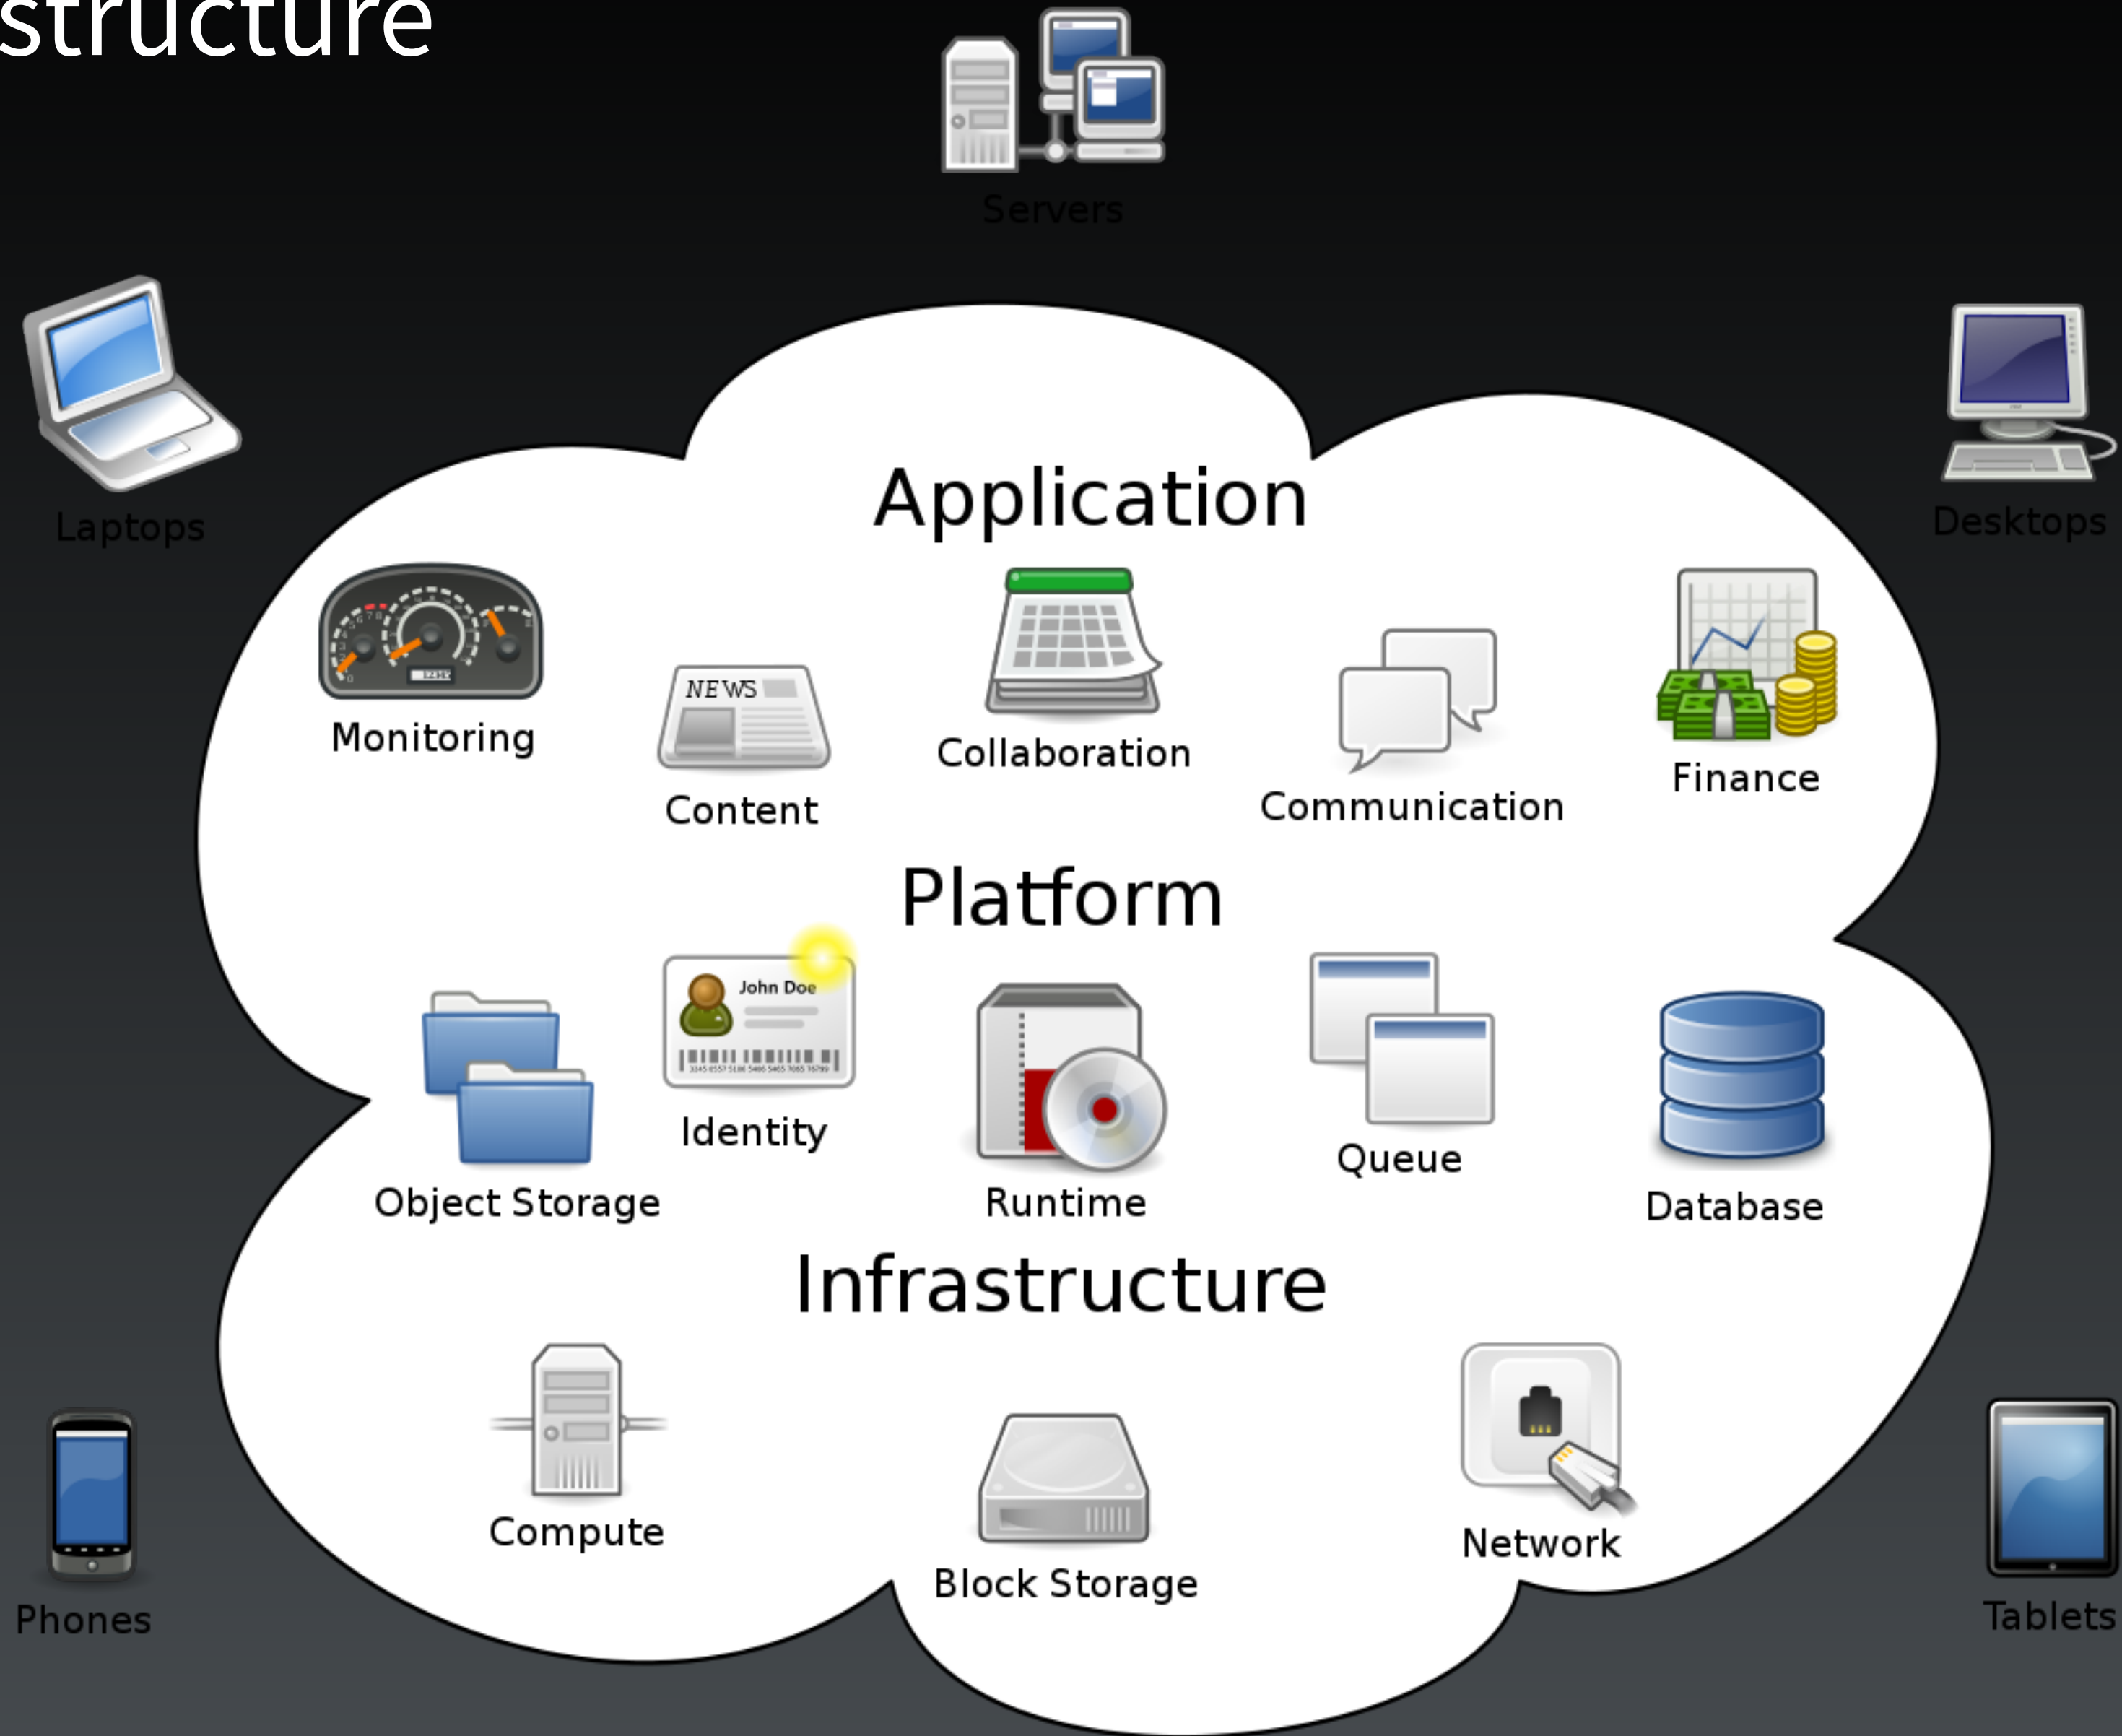 structure
Servers
Laptops
Desktops
Application
Monitoring
NEWS
Content
Collaboration
Communication
Finance
Platform
John Doe
Object Storage
Identity
Runtime
Queue
Database
Infrastructure
Compute
Block Storage
Network
Phones
Tablets